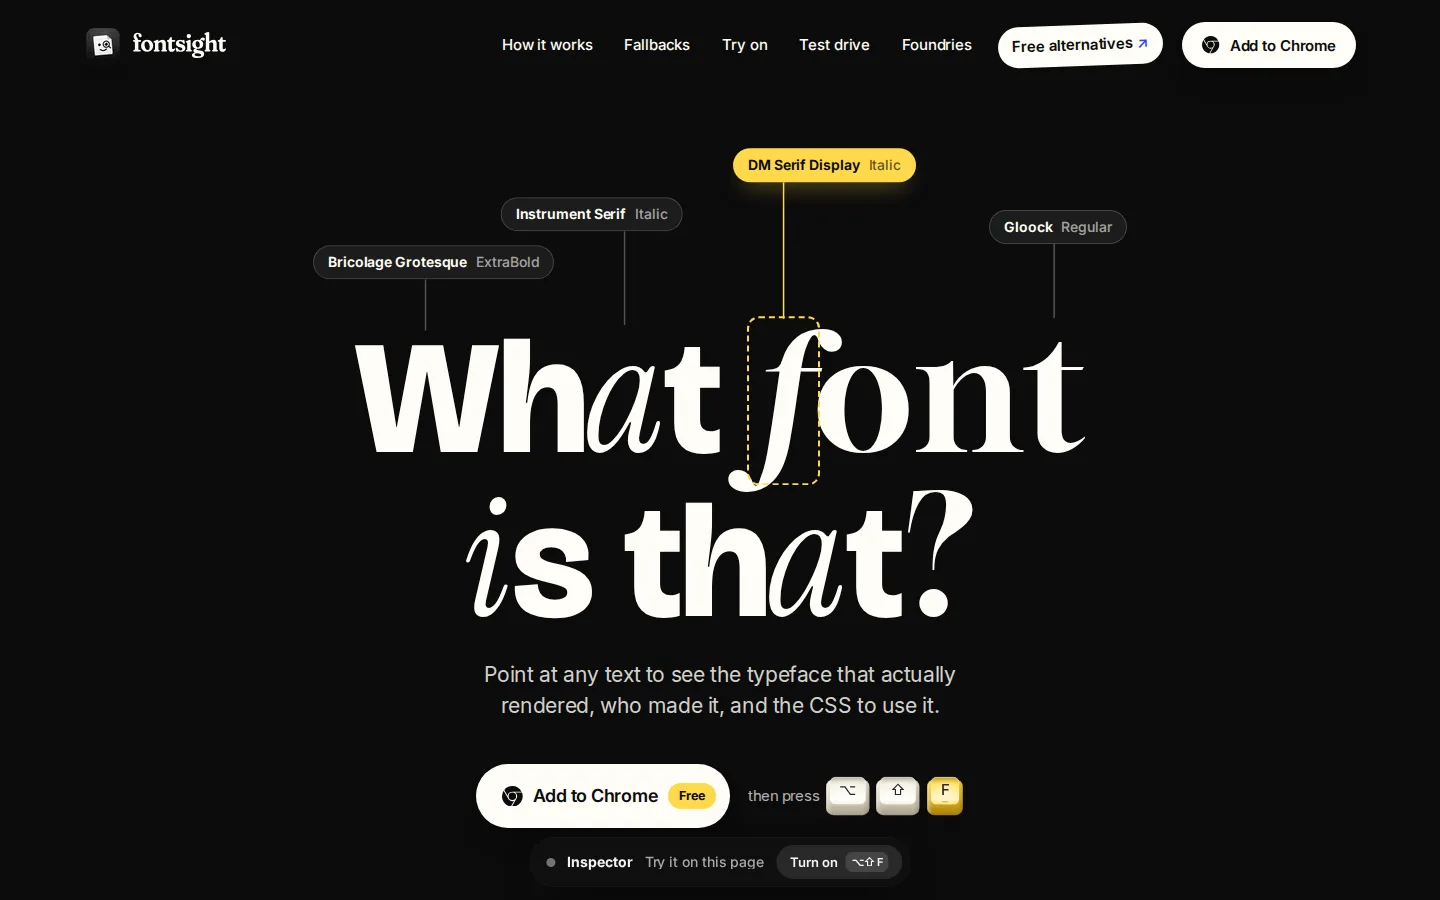 fontsight
How it works Fallbacks Try on Test drive Foundries Free alternatives ↗ Add to Chrome
DM Serif Display Italic
Instrument Serif Italic
Gloock Regular
Bricolage Grotesque ExtraBold
What font
is that?
Point at any text to see the typeface that actually
rendered, who made it, and the CSS to use it.
Add to Chrome Free then press ⌥ ⇧ F
Inspector Try it on this page Turn on ⌥⇧F